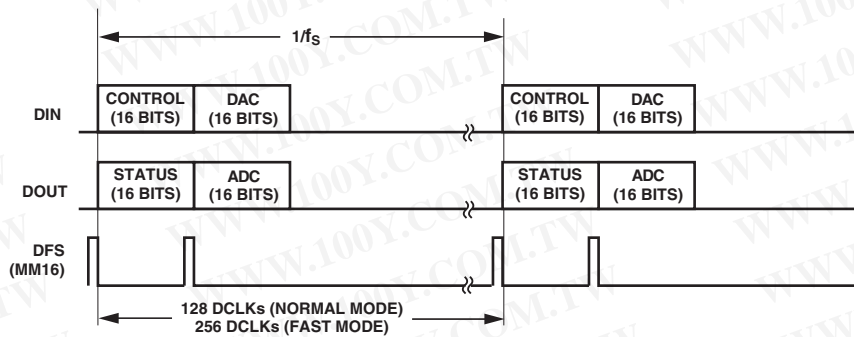 1/fS
DIN
CONTROL
(16 BITS)
DAC
(16 BITS)
CONTROL
(16 BITS)
DAC
(16 BITS)
DOUT
STATUS
(16 BITS)
ADC
(16 BITS)
STATUS
(16 BITS)
ADC
(16 BITS)
DFS
(MM16)
128 DCLKs (NORMAL MODE)
256 DCLKs (FAST MODE)
WWW.100Y.COM.TW